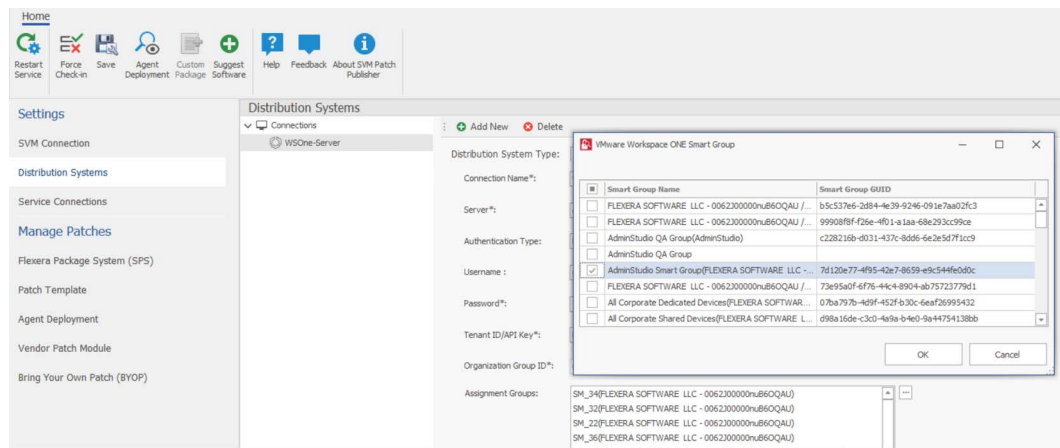 Home
Restart Service
Force Check-in
Save
Agent Deployment
Custom Package
Suggest Software
Help
Feedback
About SVM Patch Publisher
Settings
SVM Connection
Distribution Systems
Service Connections
Manage Patches
Flexera Package System (SPS)
Patch Template
Agent Deployment
Vendor Patch Module
Bring Your Own Patch (BYOP)
Distribution Systems
Connections
WSOne-Server
Add New
Delete
Distribution System Type:
Connection Name*:
Server*:
Authentication Type:
Username :
Password*:
Tenant ID/API Key*:
Organization Group ID*:
Assignment Groups:
SM_34(FLEXERA SOFTWARE LLC - 0062J00000nuB6OQAU)
SM_32(FLEXERA SOFTWARE LLC - 0062J00000nuB6OQAU)
SM_22(FLEXERA SOFTWARE LLC - 0062J00000nuB6OQAU)
SM_36(FLEXERA SOFTWARE LLC - 0062J00000nuB6OQAU)
...
VMware Workspace ONE Smart Group
Smart Group Name Smart Group GUID
FLEXERA SOFTWARE LLC - 0062J00000nuB6OQAU /... b5c537e6-2d84-4e39-9246-091e7aa02fc3
FLEXERA SOFTWARE LLC - 0062J00000nuB6OQAU /... 99908f8f-f26e-4f01-a1aa-68e293cc99ce
AdminStudio QA Group(AdminStudio) c228216b-d031-437c-8dd6-6e2e5d7f1cc9
AdminStudio QA Group
AdminStudio Smart Group(FLEXERA SOFTWARE LLC -... 7d120e77-4f95-42e7-8659-e9c544fe0d0c
FLEXERA SOFTWARE LLC - 0062J00000nuB6OQAU /... 73e95a0f-6f76-44c4-8904-ab75723779d1
All Corporate Dedicated Devices(FLEXERA SOFTWAR... 07ba797b-4d9f-452f-b30c-6eaf26995432
All Corporate Shared Devices(FLEXERA SOFTWARE L... d98a16de-c3c0-4a9a-b4e0-9a44754138bb
OK
Cancel